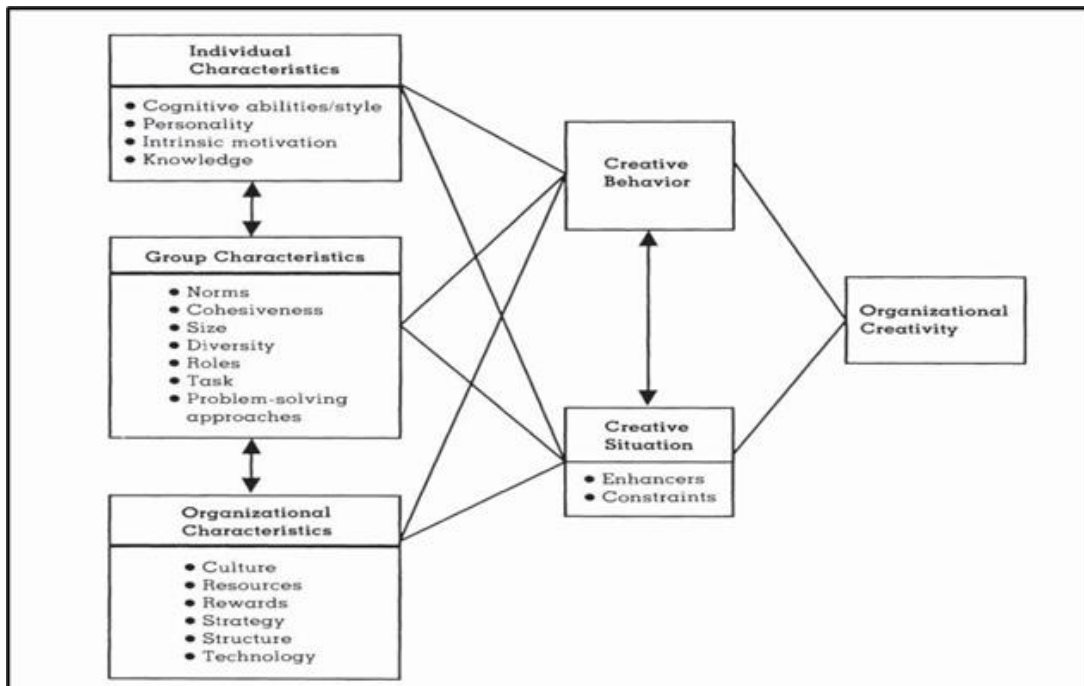 Individual
Characteristics
● Cognitive abilities/style
● Personality
● Intrinsic motivation
● Knowledge
Group Characteristics
● Norms
● Cohesiveness
● Size
● Diversity
● Roles
● Task
● Problem-solving
approaches
Organizational
Characteristics
● Culture
● Resources
● Rewards
● Strategy
● Structure
● Technology
Creative
Behavior
Creative
Situation
● Enhancers
● Constraints
Organizational
Creativity